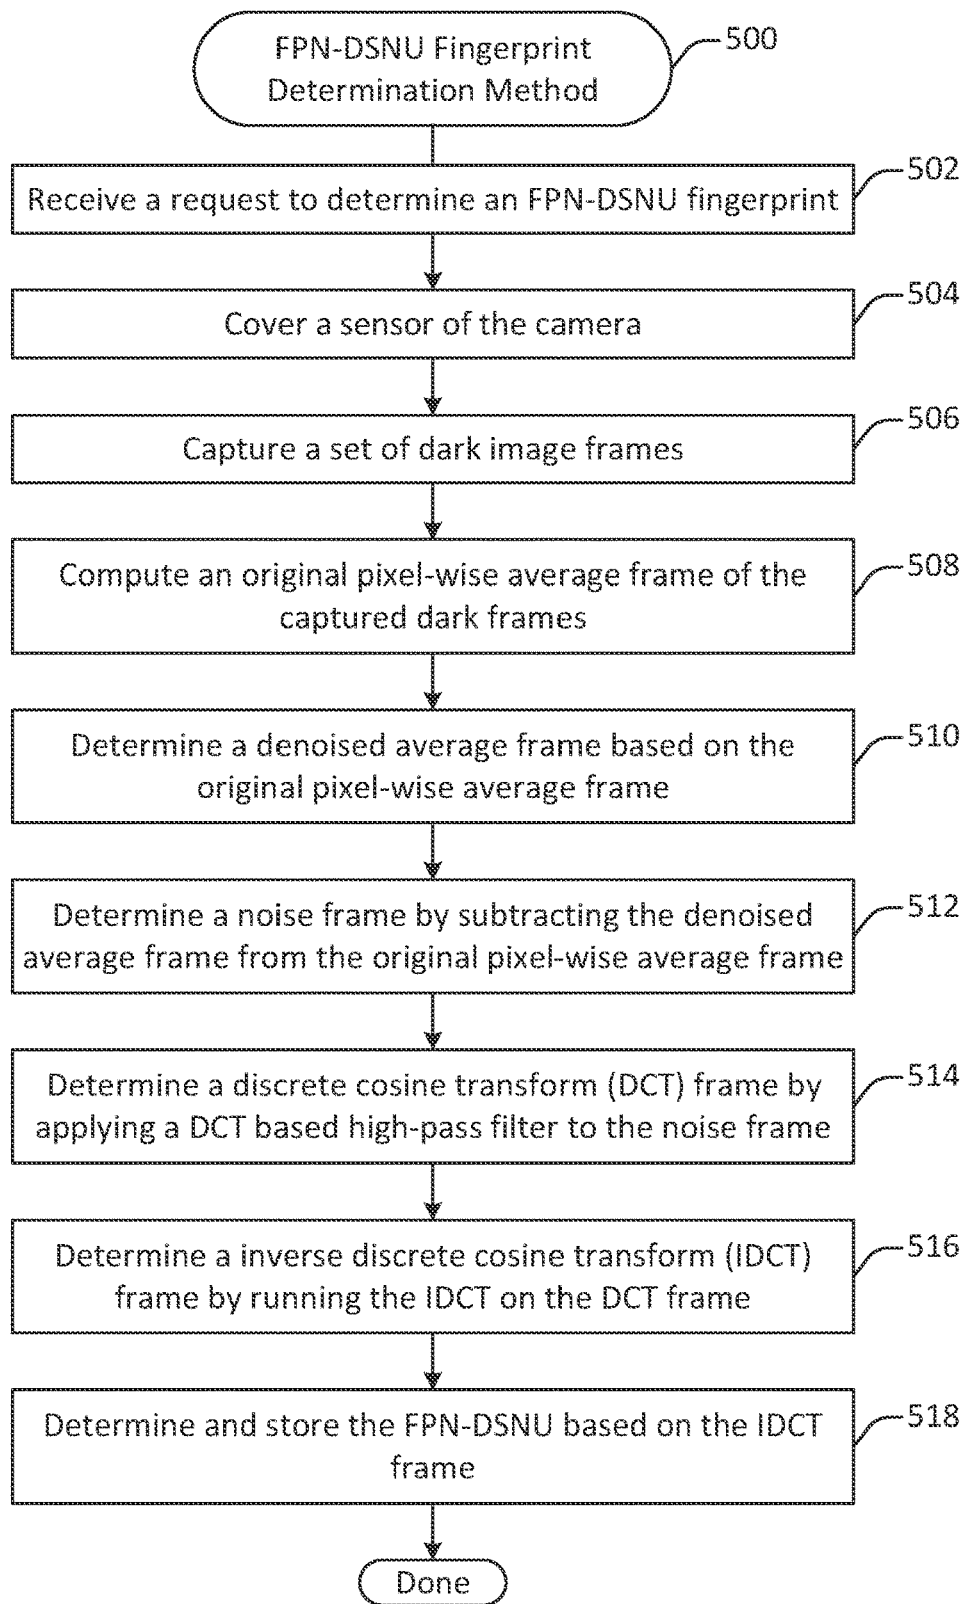 FPN-DSNU Fingerprint
Determination Method
500
502
Receive a request to determine an FPN-DSNU fingerprint
504
Cover a sensor of the camera
506
Capture a set of dark image frames
508
Compute an original pixel-wise average frame of the
captured dark frames
510
Determine a denoised average frame based on the
original pixel-wise average frame
512
Determine a noise frame by subtracting the denoised
average frame from the original pixel-wise average frame
514
Determine a discrete cosine transform (DCT) frame by
applying a DCT based high-pass filter to the noise frame
516
Determine a inverse discrete cosine transform (IDCT)
frame by running the IDCT on the DCT frame
518
Determine and store the FPN-DSNU based on the IDCT
frame
Done